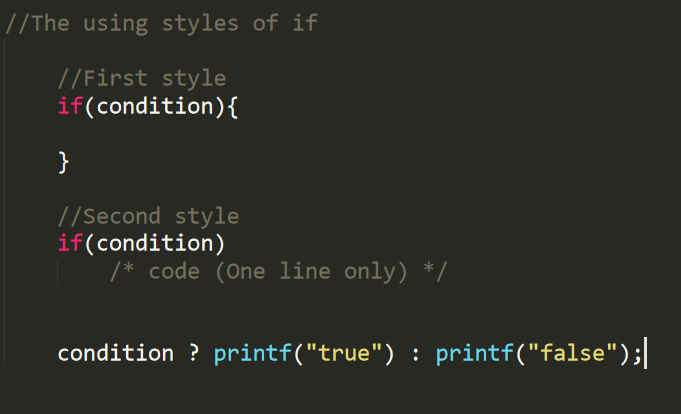 //The using styles of if
//First style
if(condition){
}
//Second style
if(condition)
/* code (One line only) */
condition ? printf("true") : printf("false");